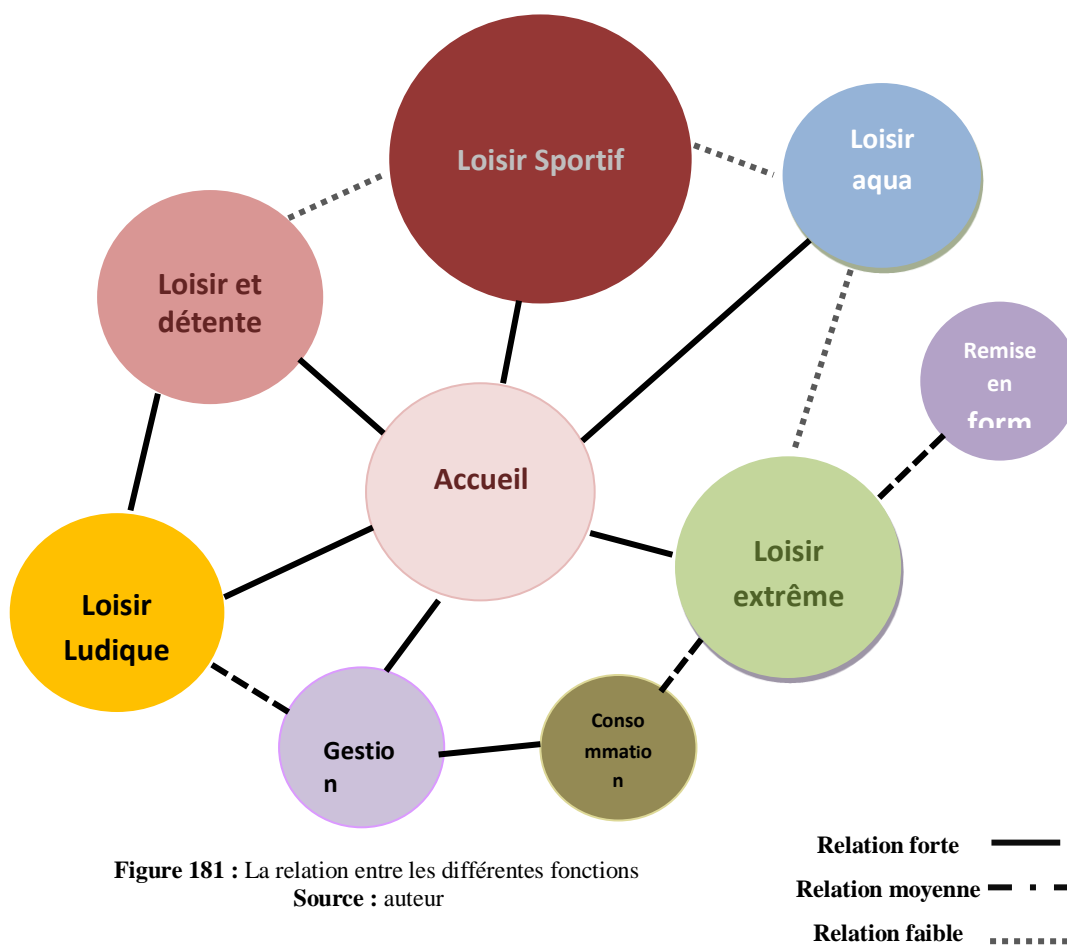 Loisir Sportif
Loisir
aqua
Loisir et
détente
Remise
en
form
Accueil
Loisir
extrême
Loisir
Ludique
Gestio
n
Conso
mmatio
n
Figure 181 : La relation entre les différentes fonctions
Source : auteur
Relation forte
Relation moyenne
Relation faible